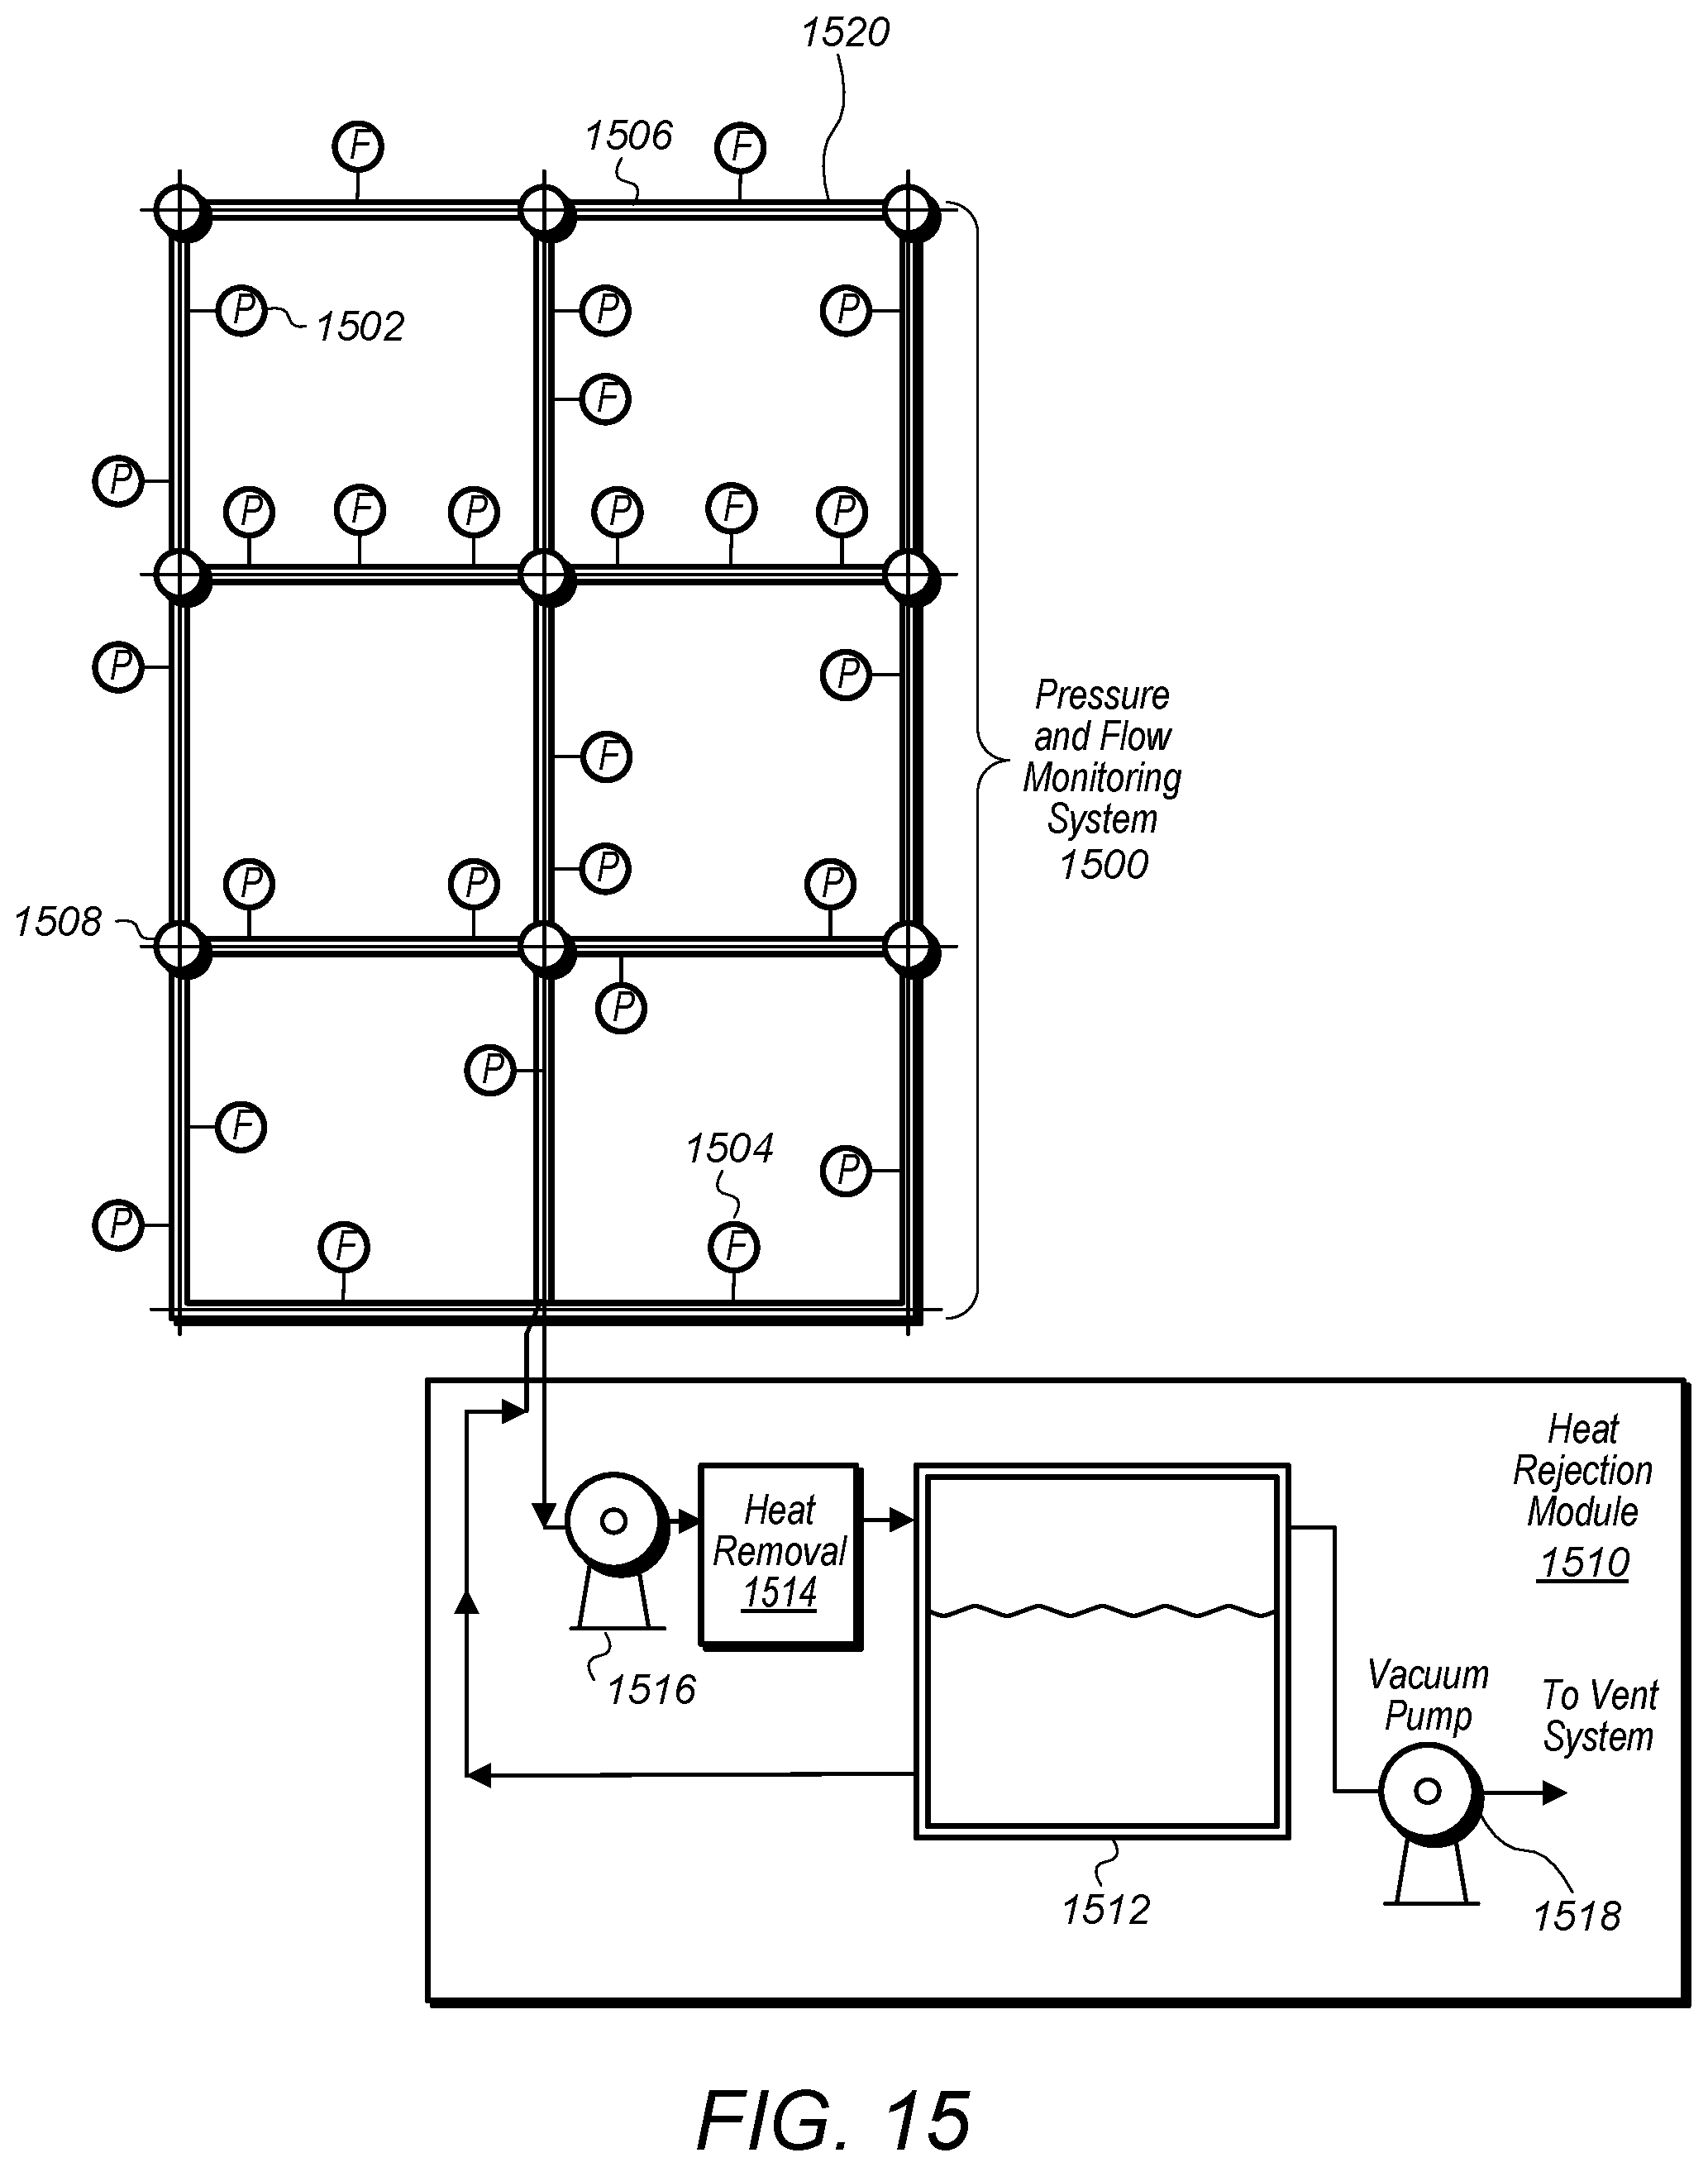 1520
1506
F
F
P
1502
P
P
F
P
P
F
P
P
F
P
P
P
Pressure
and Flow
Monitoring
System
1500
F
P
P
P
P
1508
P
P
F
1504
P
P
F
F
Heat
Rejection
Module
1510
Heat
Removal
1514
1516
Vacuum
Pump
To Vent
System
1512
1518
FIG. 15